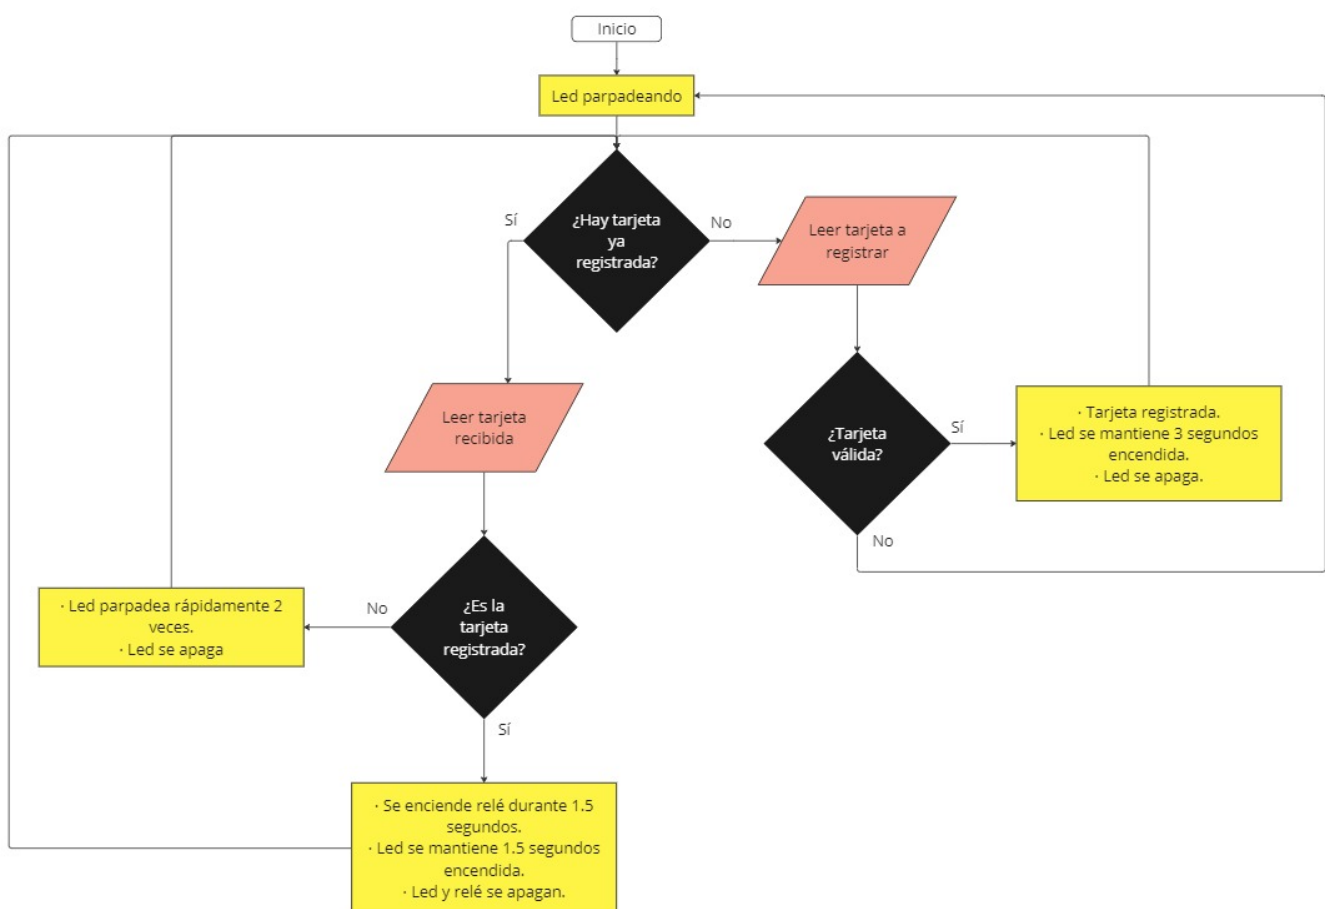 Inicio
Led parpadeando
¿Hay tarjeta
ya
registrada?
Sí
No
Leer tarjeta a
registrar
¿Tarjeta
válida?
Sí
No
· Tarjeta registrada.
· Led se mantiene 3 segundos
encendida.
· Led se apaga.
Leer tarjeta
recibida
¿Es la
tarjeta
registrada?
No
Sí
· Led parpadea rápidamente 2
veces.
· Led se apaga
· Se enciende relé durante 1.5
segundos.
· Led se mantiene 1.5 segundos
encendida.
· Led y relé se apagan.